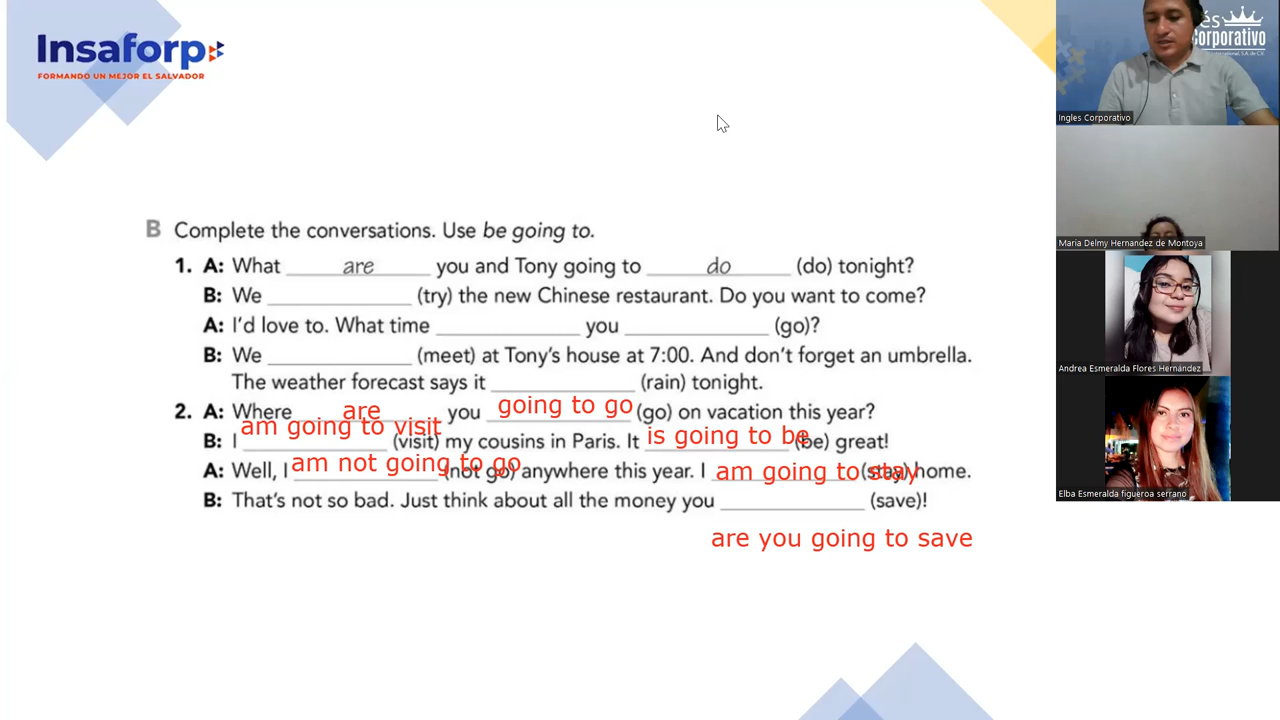 Insaforp
FORMANDO UN MEJOR EL SALVADOR
és
Corporativo
Ingles Corporativo
Maria Delmy Hernandez de Montoya
Andrea Esmeralda Flores Hernández
Elba Esmeralda figueroa serrano
B Complete the conversations. Use be going to.
1. A: What are you and Tony going to do (do) tonight?
B: We (try) the new Chinese restaurant. Do you want to come?
A: I'd love to. What time you (go)?
B: We (meet) at Tony's house at 7:00. And don't forget an umbrella.
The weather forecast says it (rain) tonight.
2. A: Where are you going to go (go) on vacation this year?
B: I am going to visit (visit) my cousins in Paris. It is going to be (be) great!
A: Well, I am not going to go (not go) anywhere this year. I am going to stay (stay) home.
B: That's not so bad. Just think about all the money you (save)!
are you going to save